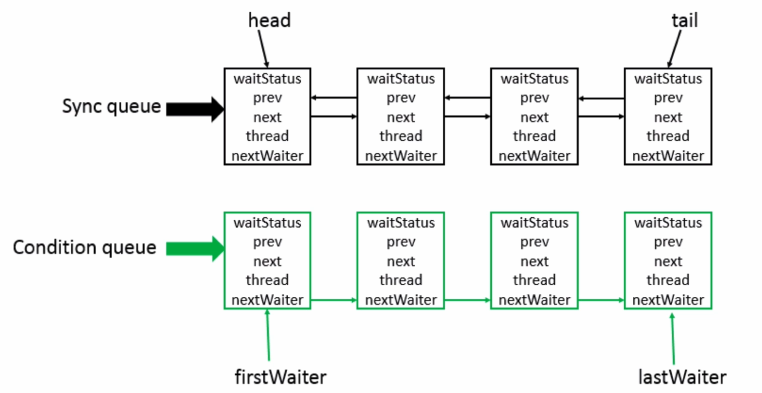 head
tail
Sync queue
waitStatus
prev
next
thread
nextWaiter
waitStatus
prev
next
thread
nextWaiter
waitStatus
prev
next
thread
nextWaiter
waitStatus
prev
next
thread
nextWaiter
Condition queue
waitStatus
prev
next
thread
nextWaiter
waitStatus
prev
next
thread
nextWaiter
waitStatus
prev
next
thread
nextWaiter
waitStatus
prev
next
thread
nextWaiter
firstWaiter
lastWaiter